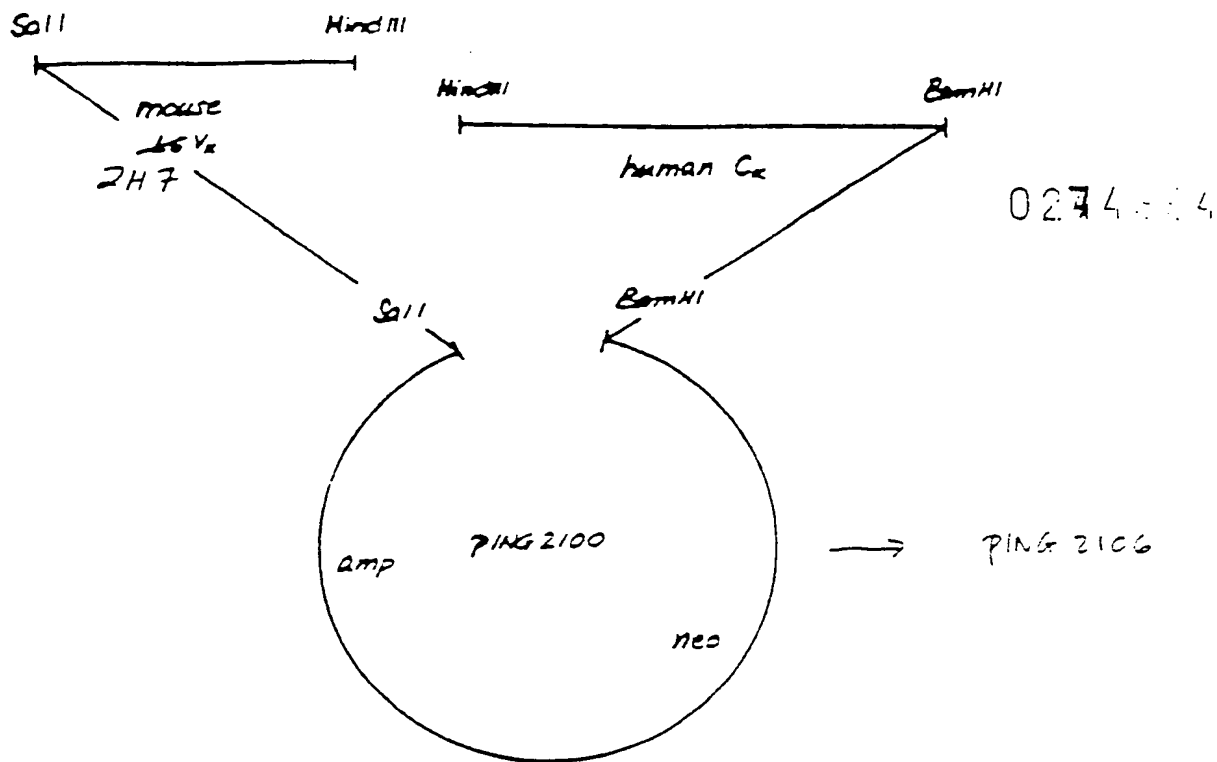 SalI HindIII
HindIII BamHI
mouse
V𝜅
2H7
human C𝜅
SalI BamHI
amp pING2100 → pING 2106
neo